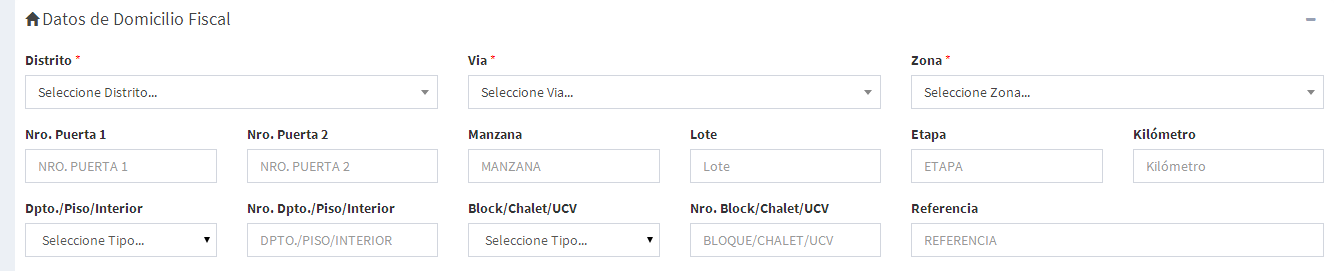 Datos de Domicilio Fiscal
Distrito * Via * Zona *
Seleccione Distrito... Seleccione Via... Seleccione Zona...
Nro. Puerta 1 Nro. Puerta 2 Manzana Lote Etapa Kilómetro
NRO. PUERTA 1 NRO. PUERTA 2 MANZANA Lote ETAPA Kilómetro
Dpto./Piso/Interior Nro. Dpto./Piso/Interior Block/Chalet/UCV Nro. Block/Chalet/UCV Referencia
Seleccione Tipo... DPTO./PISO/INTERIOR Seleccione Tipo... BLOQUE/CHALET/UCV REFERENCIA